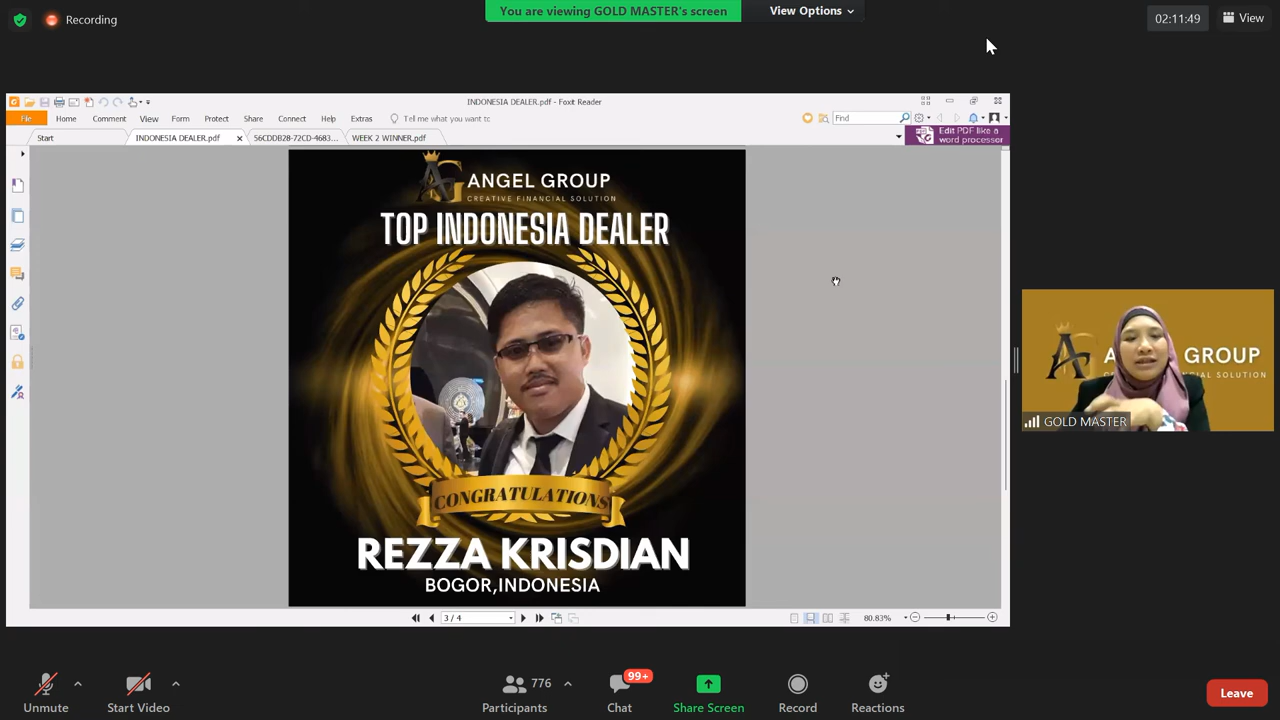 Recording
You are viewing GOLD MASTER's screen
View Options
02:11:49
View
INDONESIA DEALER.pdf - Foxit Reader
File
Home
Comment
View
Form
Protect
Share
Connect
Help
Extras
Tell me what you want to
Find
Start
INDONESIA DEALER.pdf
56CDDB28-72CD-4683...
WEEK 2 WINNER.pdf
Edit PDF like a
word processor
AG
ANGEL GROUP
CREATIVE FINANCIAL SOLUTION
TOP INDONESIA DEALER
CONGRATULATIONS
REZZA KRISDIAN
BOGOR,INDONESIA
GROUP
GOLD MASTER
3 / 4
80.83%
Unmute
Start Video
776
Participants
99+
Chat
Share Screen
Record
Reactions
Leave